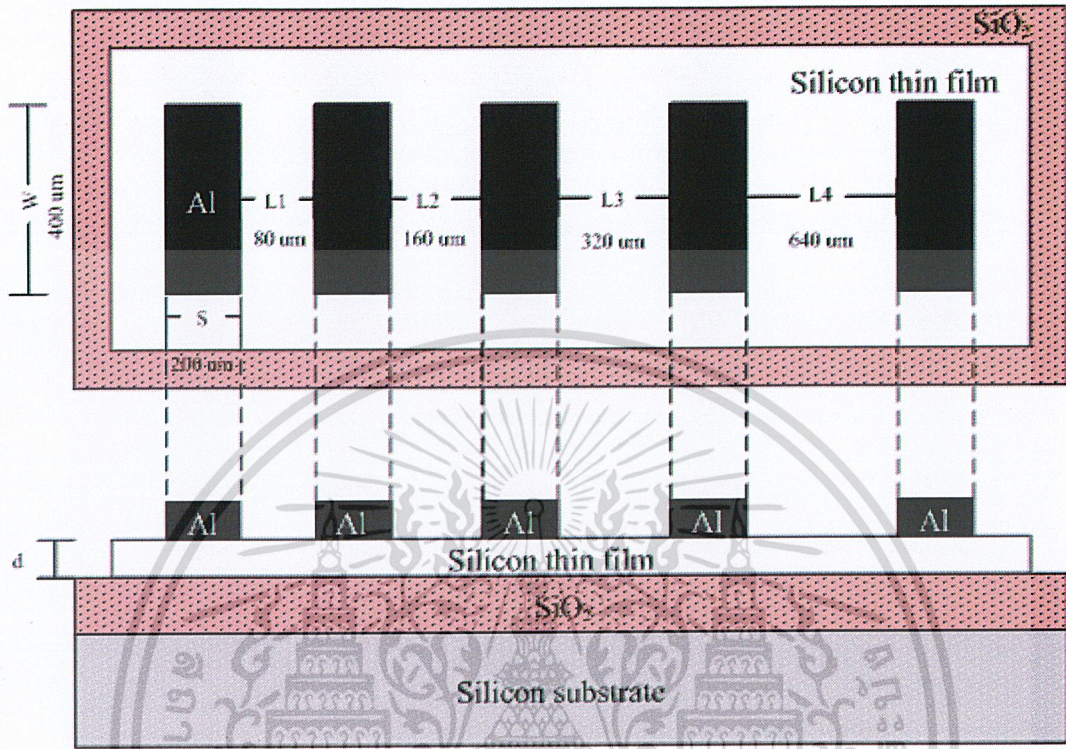 SiO₂
Silicon thin film
W
400 um
Al
L1
80 um
L2
160 um
L3
320 um
L4
640 um
S
200 um
Al
Al
Al
Al
Al
d
Silicon thin film
SiO₂
Silicon substrate